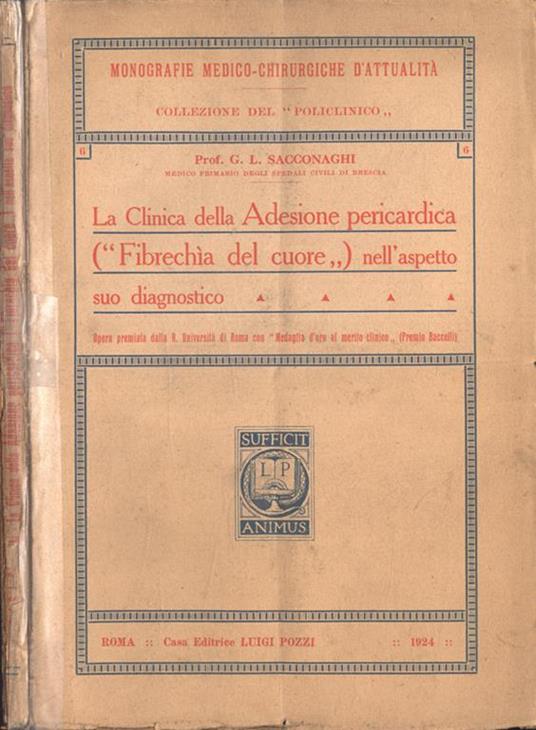 MONOGRAFIE MEDICO-CHIRURGICHE D'ATTUALITÀ
COLLEZIONE DEL "POLICLINICO„
6 6
Prof. G. L. SACCONAGHI
MEDICO PRIMARIO DEGLI SPEDALI CIVILI DI BRESCIA
La Clinica della Adesione pericardica
("Fibrechìa del cuore„) nell'aspetto
suo diagnostico
Opera premiata dalla R. Università di Roma con "Medaglia d'oro al merito clinico„ (Premio Baccelli)
SUFFICIT
L P
ANIMUS
ROMA :: Casa Editrice LUIGI POZZI :: 1924 ::